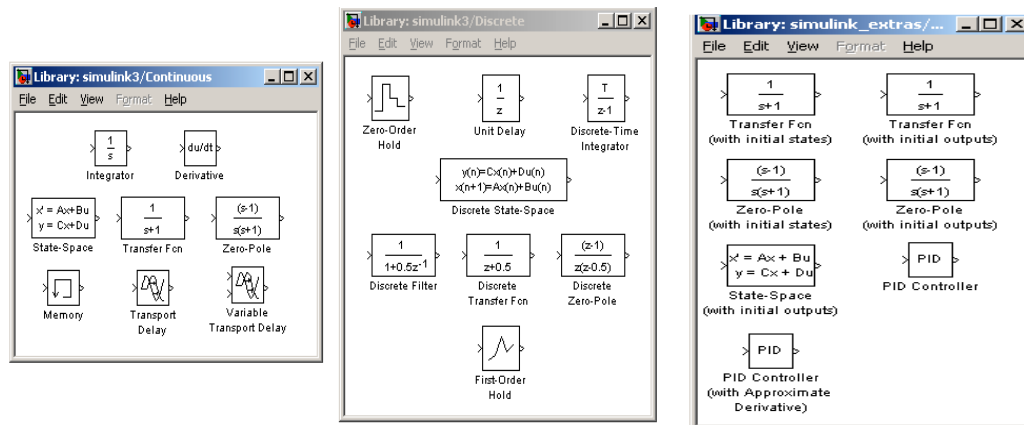 Library: simulink3/Continuous
File Edit View Format Help
1
s
Integrator
du/dt
Derivative
x' = Ax+Bu
y = Cx+Du
State-Space
1
s+1
Transfer Fcn
(s-1)
s(s+1)
Zero-Pole
Memory
Transport
Delay
Variable
Transport Delay
Library: simulink3/Discrete
File Edit View Format Help
Zero-Order
Hold
1
z
Unit Delay
T
z-1
Discrete-Time
Integrator
y(n)=Cx(n)+Du(n)
x(n+1)=Ax(n)+Bu(n)
Discrete State-Space
1
1+0.5z-1
Discrete Filter
1
z+0.5
Discrete
Transfer Fcn
(z-1)
z(z-0.5)
Discrete
Zero-Pole
First-Order
Hold
Library: simulink_extras/...
File Edit View Format Help
1
s+1
Transfer Fcn
(with initial states)
1
s+1
Transfer Fcn
(with initial outputs)
(s-1)
s(s+1)
Zero-Pole
(with initial states)
(s-1)
s(s+1)
Zero-Pole
(with initial outputs)
x' = Ax + Bu
y = Cx + Du
State-Space
(with initial outputs)
PID
PID Controller
PID
PID Controller
(with Approximate
Derivative)